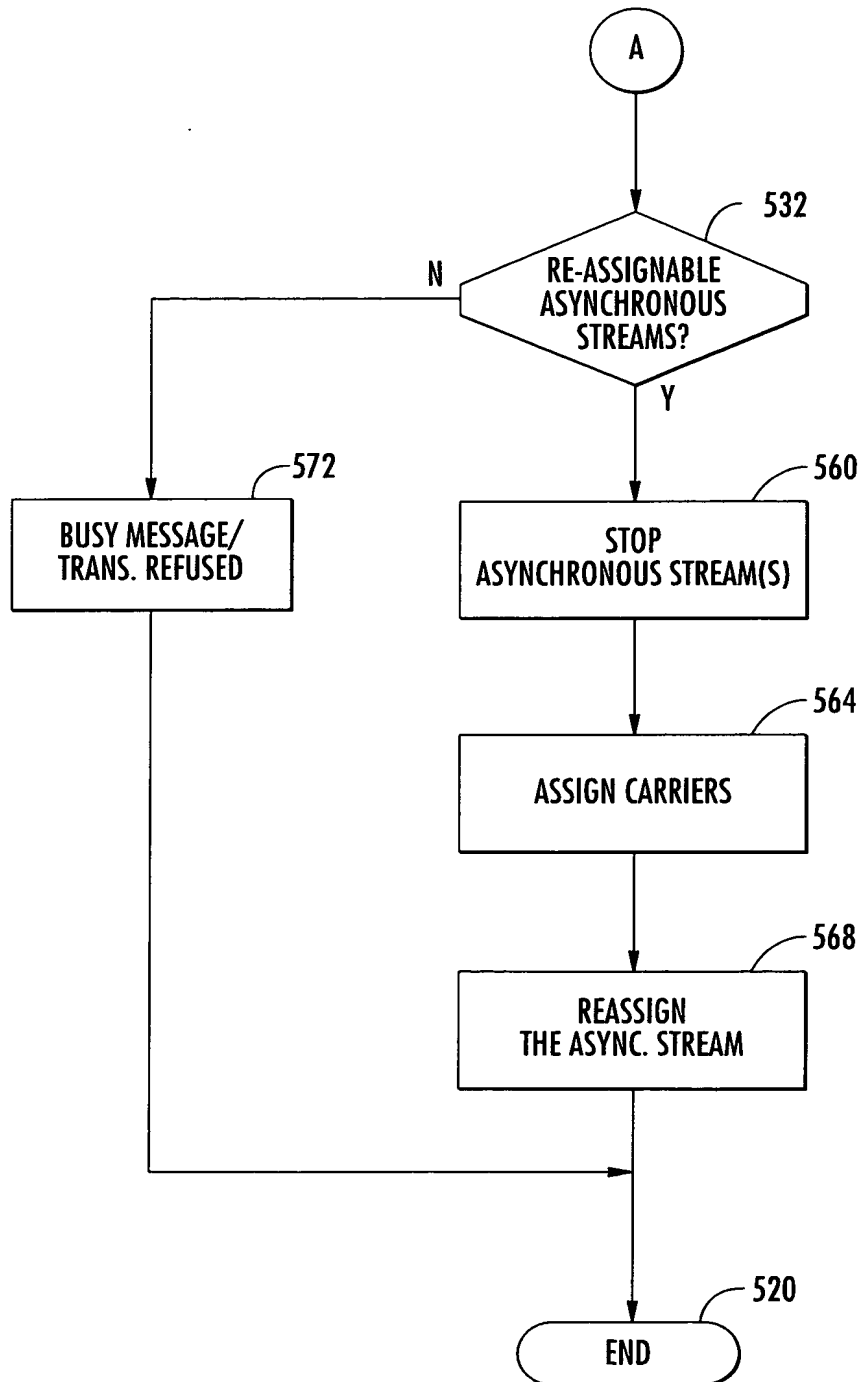 A
532
RE-ASSIGNABLE
ASYNCHRONOUS
STREAMS?
N
Y
572
BUSY MESSAGE/
TRANS. REFUSED
560
STOP
ASYNCHRONOUS STREAM(S)
564
ASSIGN CARRIERS
568
REASSIGN
THE ASYNC. STREAM
520
END